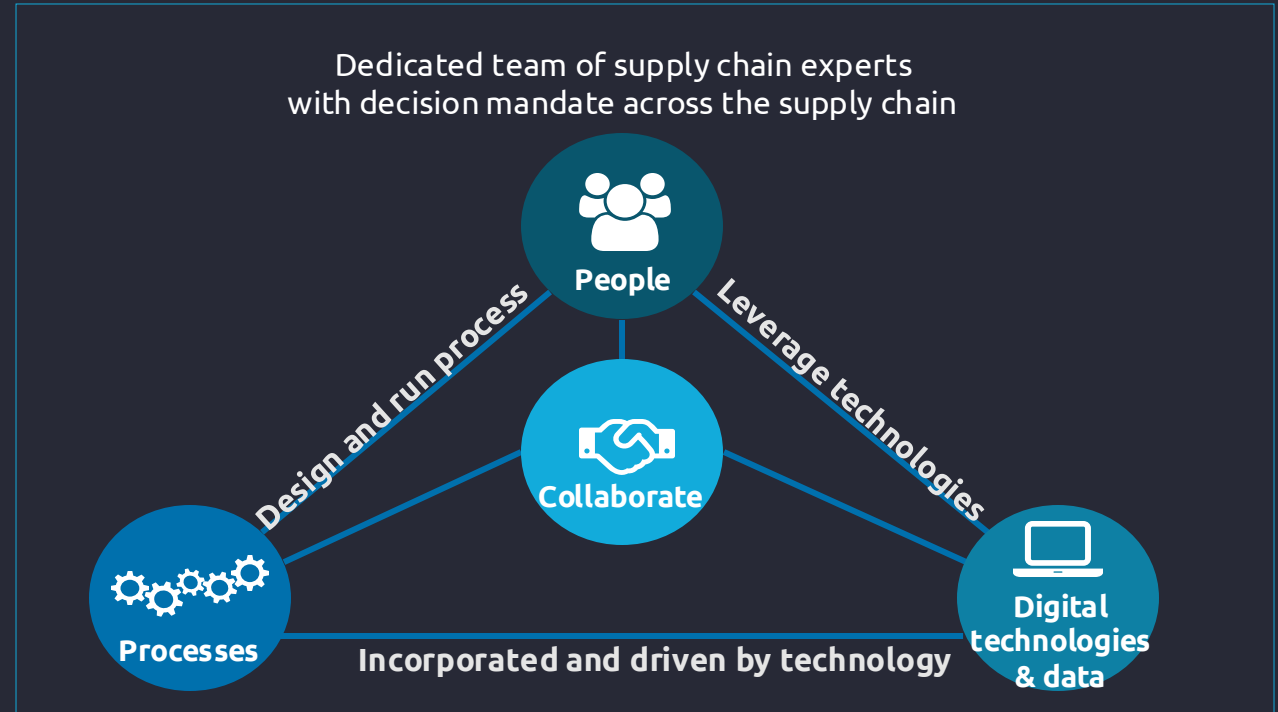 Dedicated team of supply chain experts
with decision mandate across the supply chain
People
Design and run process
Leverage technologies
Collaborate
Processes
Digital
technologies
& data
Incorporated and driven by technology